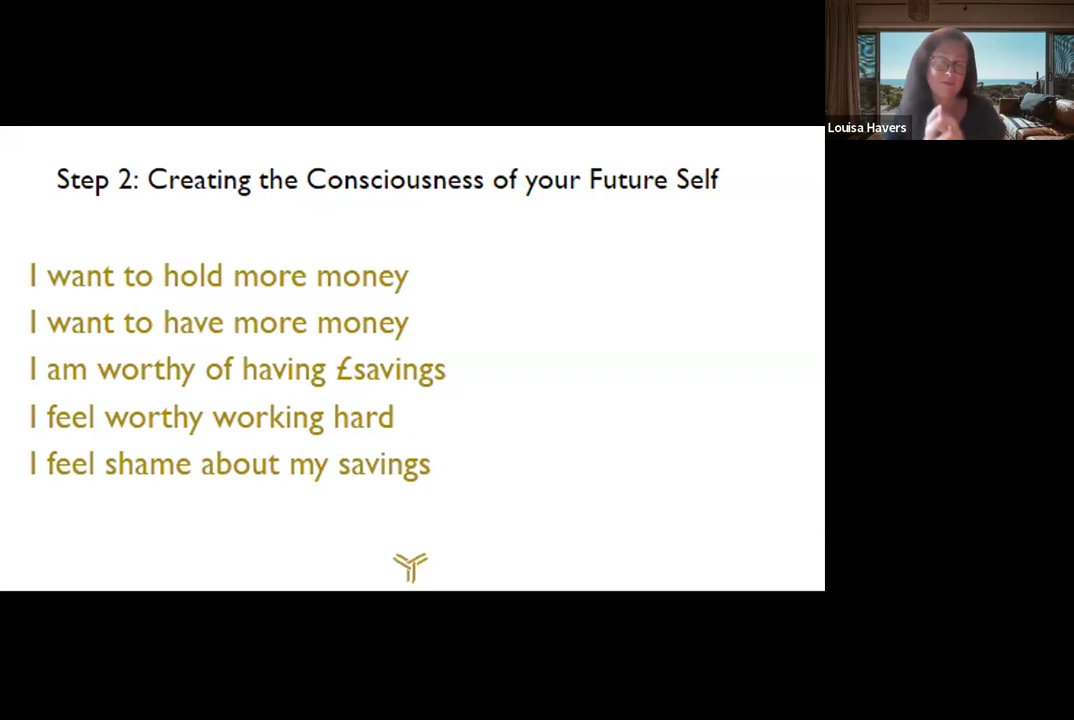 Louisa Havers
Step 2: Creating the Consciousness of your Future Self
I want to hold more money
I want to have more money
I am worthy of having £savings
I feel worthy working hard
I feel shame about my savings